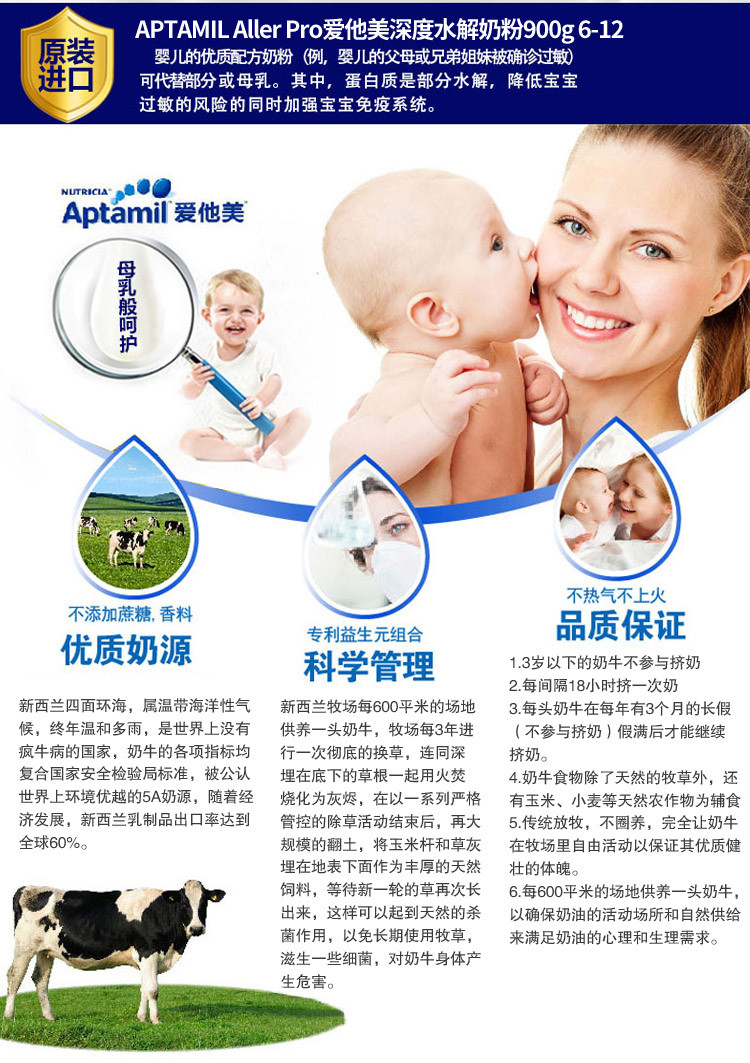 原装
进口
APTAMIL Aller Pro爱他美深度水解奶粉900g 6-12
婴儿的优质配方奶粉（例，婴儿的父母或兄弟姐妹被确诊过敏）
可代替部分或母乳。其中，蛋白质是部分水解，降低宝宝
过敏的风险的同时加强宝宝免疫系统。
NUTRICIA
Aptamil 爱他美
母乳般呵护
不添加蔗糖,香料
优质奶源
新西兰四面环海，属温带海洋性气
候，终年温和多雨，是世界上没有
疯牛病的国家，奶牛的各项指标均
复合国家安全检验局标准，被公认
世界上环境优越的5A奶源，随着经
济发展，新西兰乳制品出口率达到
全球60%。
专利益生元组合
科学管理
新西兰牧场每600平米的场地
供养一头奶牛，牧场每3年进
行一次彻底的换草，连同深
埋在底下的草根一起用火焚
烧化为灰烬，在以一系列严格
管控的除草活动结束后，再大
规模的翻土，将玉米杆和草灰
埋在地表下面作为丰厚的天然
饲料，等待新一轮的草再次长
出来，这样可以起到天然的杀
菌作用，以免长期使用牧草，
滋生一些细菌，对奶牛身体产
生危害。
不热气不上火
品质保证
1.3岁以下的奶牛不参与挤奶
2.每间隔18小时挤一次奶
3.每头奶牛在每年有3个月的长假
（不参与挤奶）假满后才能继续
挤奶。
4.奶牛食物除了天然的牧草外，还
有玉米、小麦等天然农作物为辅食
5.传统放牧，不圈养，完全让奶牛
在牧场里自由活动以保证其优质健
壮的体魄。
6.每600平米的场地供养一头奶牛，
以确保奶油的活动场所和自然供给
来满足奶油的心理和生理需求。